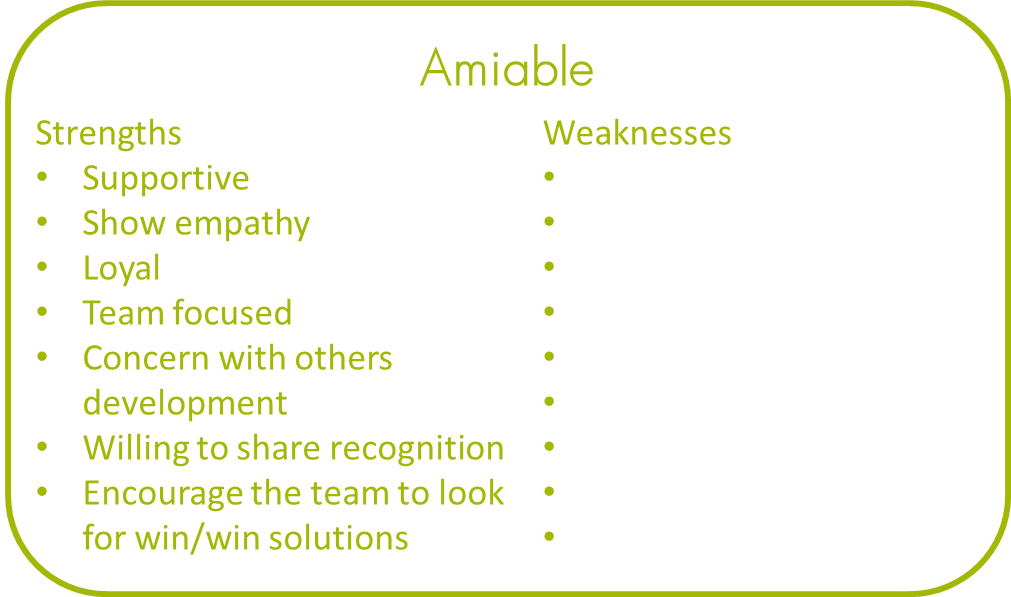 Amiable
Strengths
• Supportive
• Show empathy
• Loyal
• Team focused
• Concern with others
development
• Willing to share recognition
• Encourage the team to look
for win/win solutions
Weaknesses
•
•
•
•
•
•
•
•
•